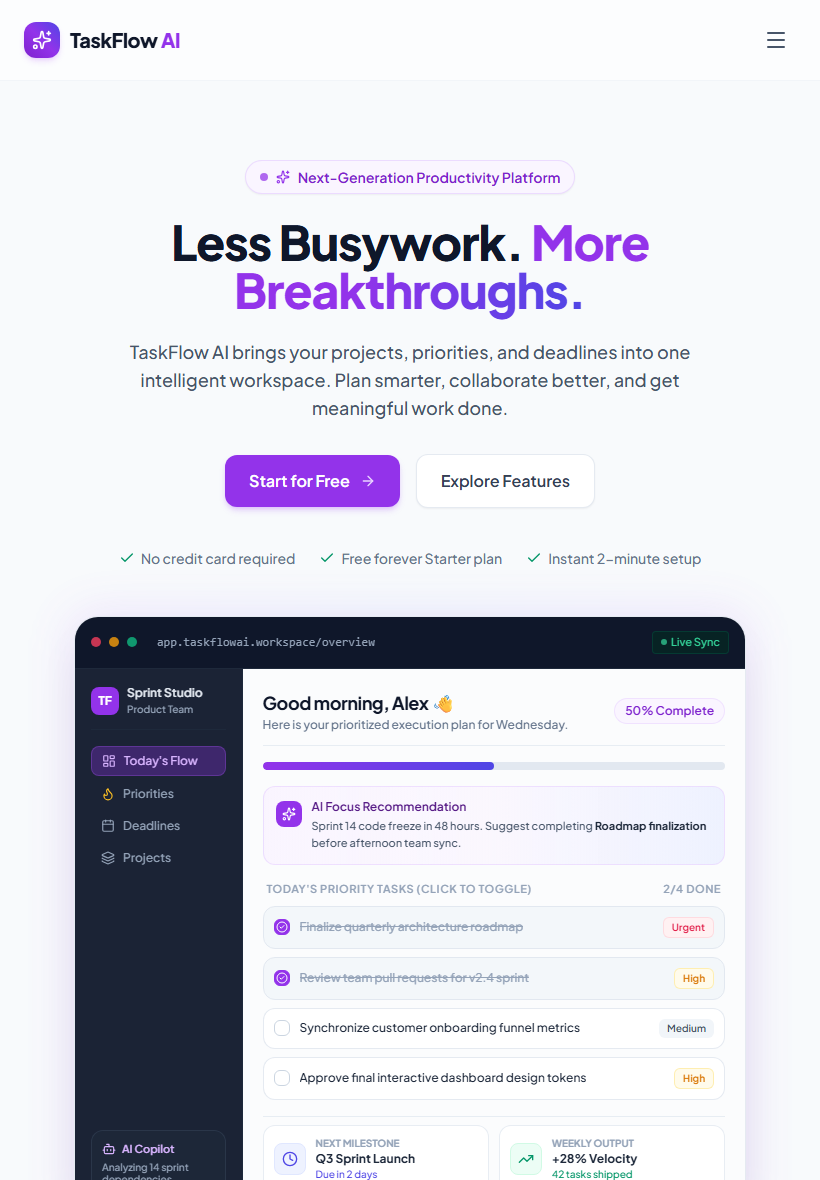 TaskFlow AI
Next-Generation Productivity Platform
Less Busywork. More
Breakthroughs.
TaskFlow AI brings your projects, priorities, and deadlines into one
intelligent workspace. Plan smarter, collaborate better, and get
meaningful work done.
Start for Free
Explore Features
No credit card required
Free forever Starter plan
Instant 2-minute setup
app.taskflowai.workspace/overview
Live Sync
TF
Sprint Studio
Product Team
Today's Flow
Priorities
Deadlines
Projects
AI Copilot
Analyzing 14 sprint
dependencies
Good morning, Alex 👋
Here is your prioritized execution plan for Wednesday.
50% Complete
AI Focus Recommendation
Sprint 14 code freeze in 48 hours. Suggest completing Roadmap finalization
before afternoon team sync.
TODAY'S PRIORITY TASKS (CLICK TO TOGGLE)
2/4 DONE
Finalize quarterly architecture roadmap
Urgent
Review team pull requests for v2.4 sprint
High
Synchronize customer onboarding funnel metrics
Medium
Approve final interactive dashboard design tokens
High
NEXT MILESTONE
Q3 Sprint Launch
Due in 2 days
WEEKLY OUTPUT
+28% Velocity
42 tasks shipped